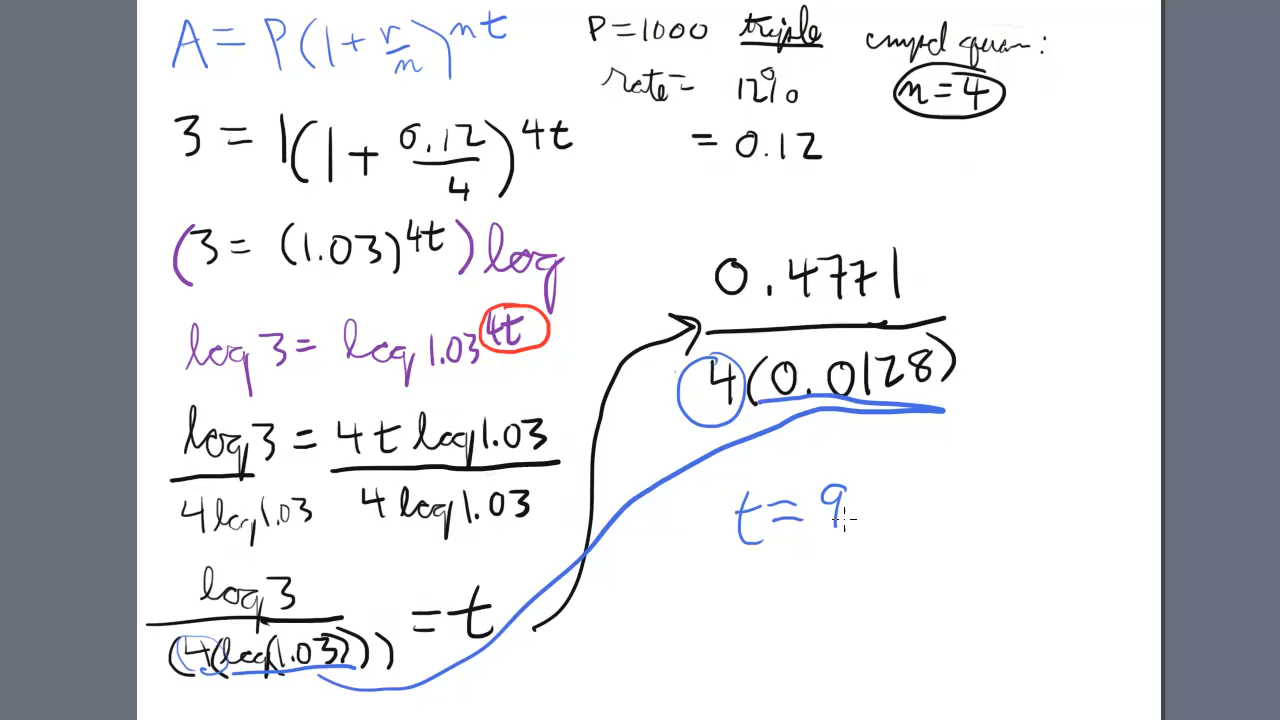 A = P(1 + r/n)^nt
P = 1000 triple cmpd quar:
rate = 12% n = 4
= 0.12
3 = 1(1 + 0.12/4)^4t
(3 = (1.03)^4t) log
log 3 = log 1.03^4t
log 3 = 4t log 1.03
4 log 1.03 4 log 1.03
log 3
(4(log(1.03))) = t
0.4771
4(0.0128)
t = 9